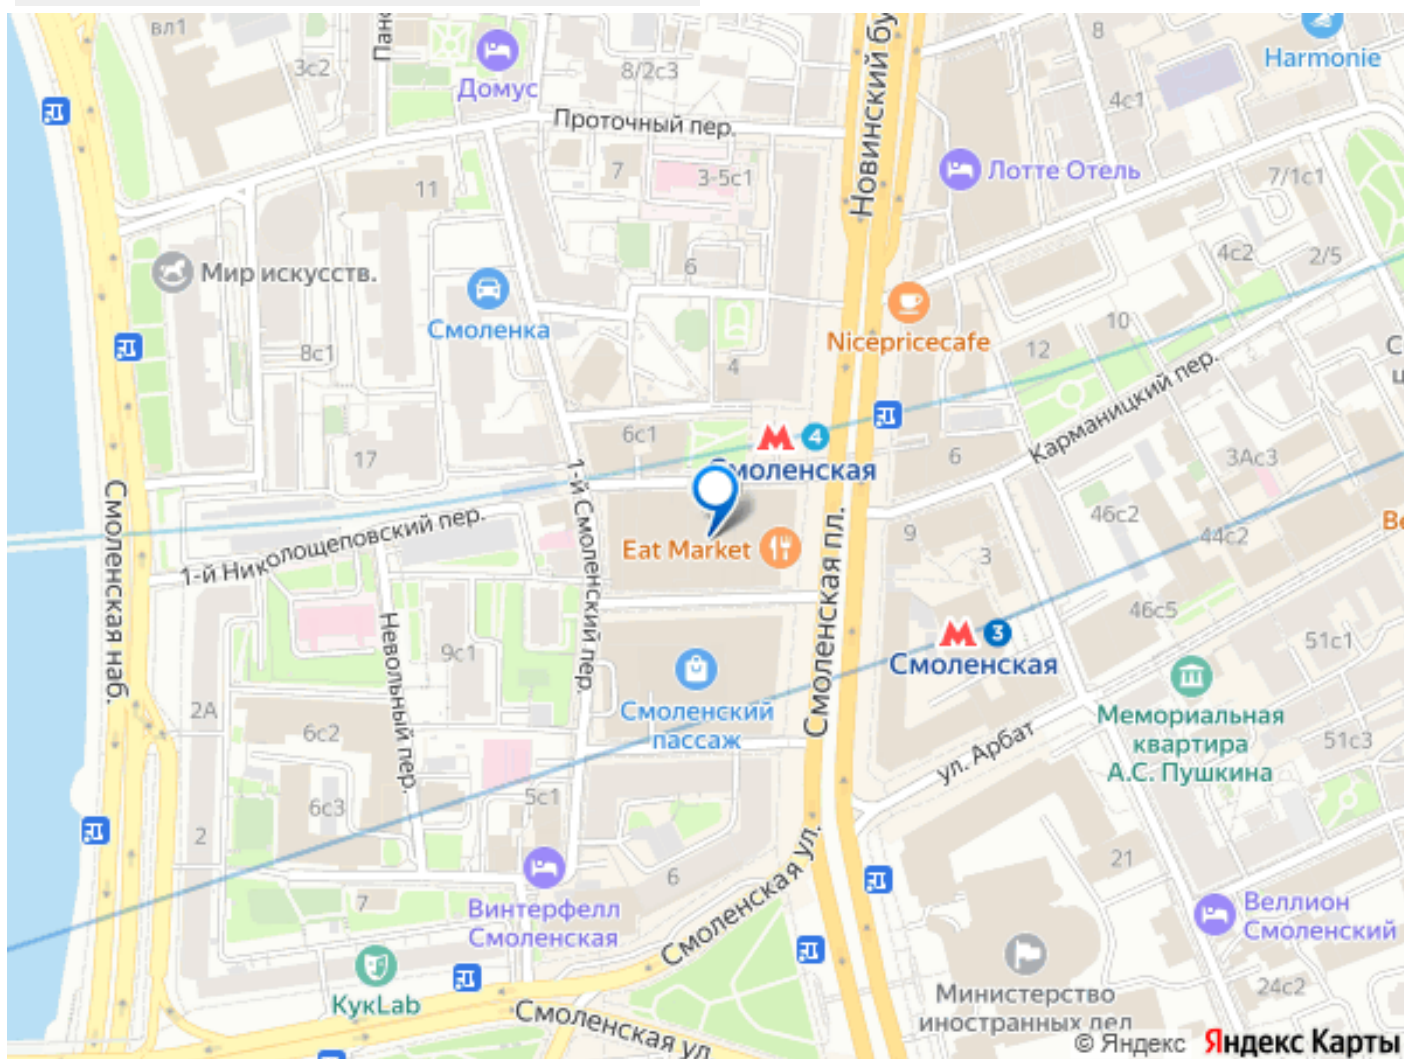 вл1
Пано
3с2
Домус
8/2с3
Проточный пер.
Новинский бу
8
Harmonie
4с1
11
7
3-5с1
Лотте Отель
7/1с1
Мир искусств.
6
4с2
2/5
Смоленка
Nicepricecafe
8с1
4
12
10
Карманицкий пер.
С
ц
6с1
4
Смоленская
17
6
3Ас3
Смоленская наб.
1-й Николощеповский пер.
1-й Смоленский пер.
Eat Market
Смоленская пл.
9
3
46с2
44с2
Ве
Невольный пер.
9с1
3
Смоленская
46с5
51с1
2А
6с2
Смоленский
пассаж
Мемориальная
квартира
А.С. Пушкина
51с3
ул. Арбат
6с3
5с1
2
7
6
Смоленская ул.
21
Винтерфелл
Смоленская
Веллион
Смоленский
КукLab
Министерство
иностранных дел
24с2
Смоленская ул
© Яндекс Яндекс Карты